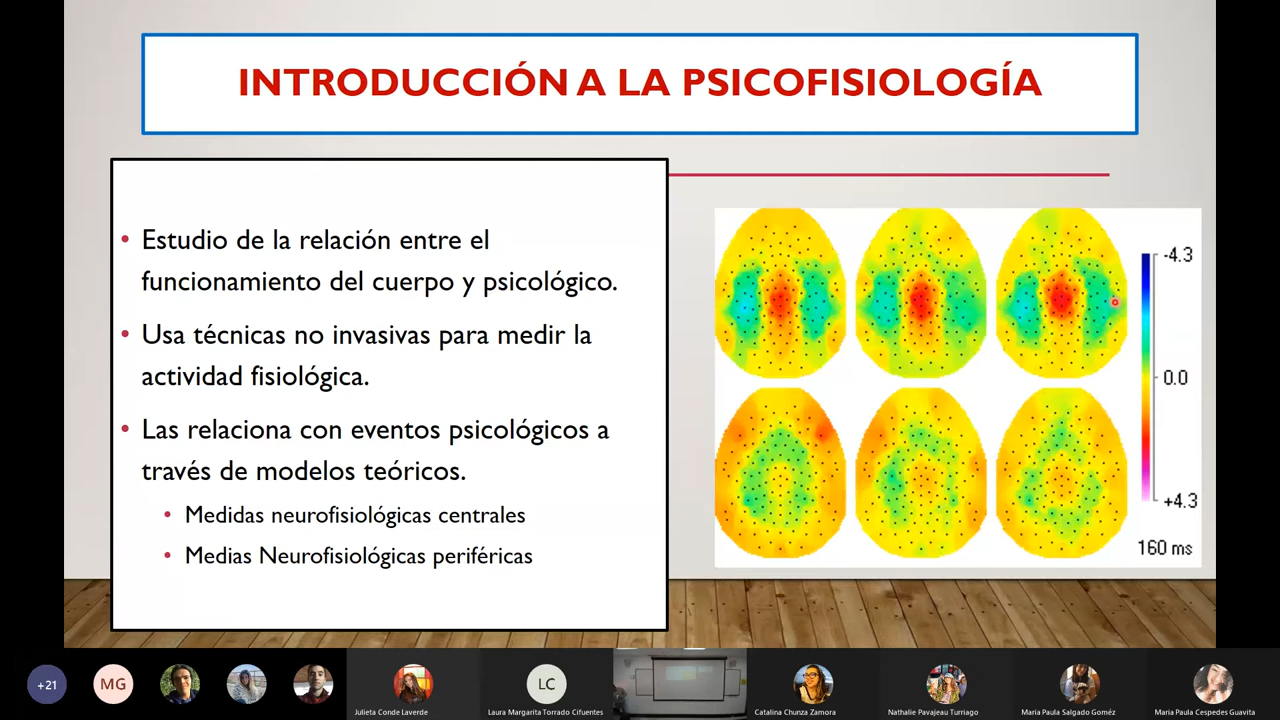 INTRODUCCIÓN A LA PSICOFISIOLOGÍA
• Estudio de la relación entre el
funcionamiento del cuerpo y psicológico.
• Usa técnicas no invasivas para medir la
actividad fisiológica.
• Las relaciona con eventos psicológicos a
través de modelos teóricos.
• Medidas neurofisiológicas centrales
• Medias Neurofisiológicas periféricas
-4.3
0.0
+4.3
160 ms
+21
MG
LC
Julieta Conde Laverde
Laura Margarita Torrado Cifuentes
Catalina Chunza Zamora
Nathalie Pavajeau Turriago
Maria Paula Salgado Goméz
Maria Paula Cespedes Guavita